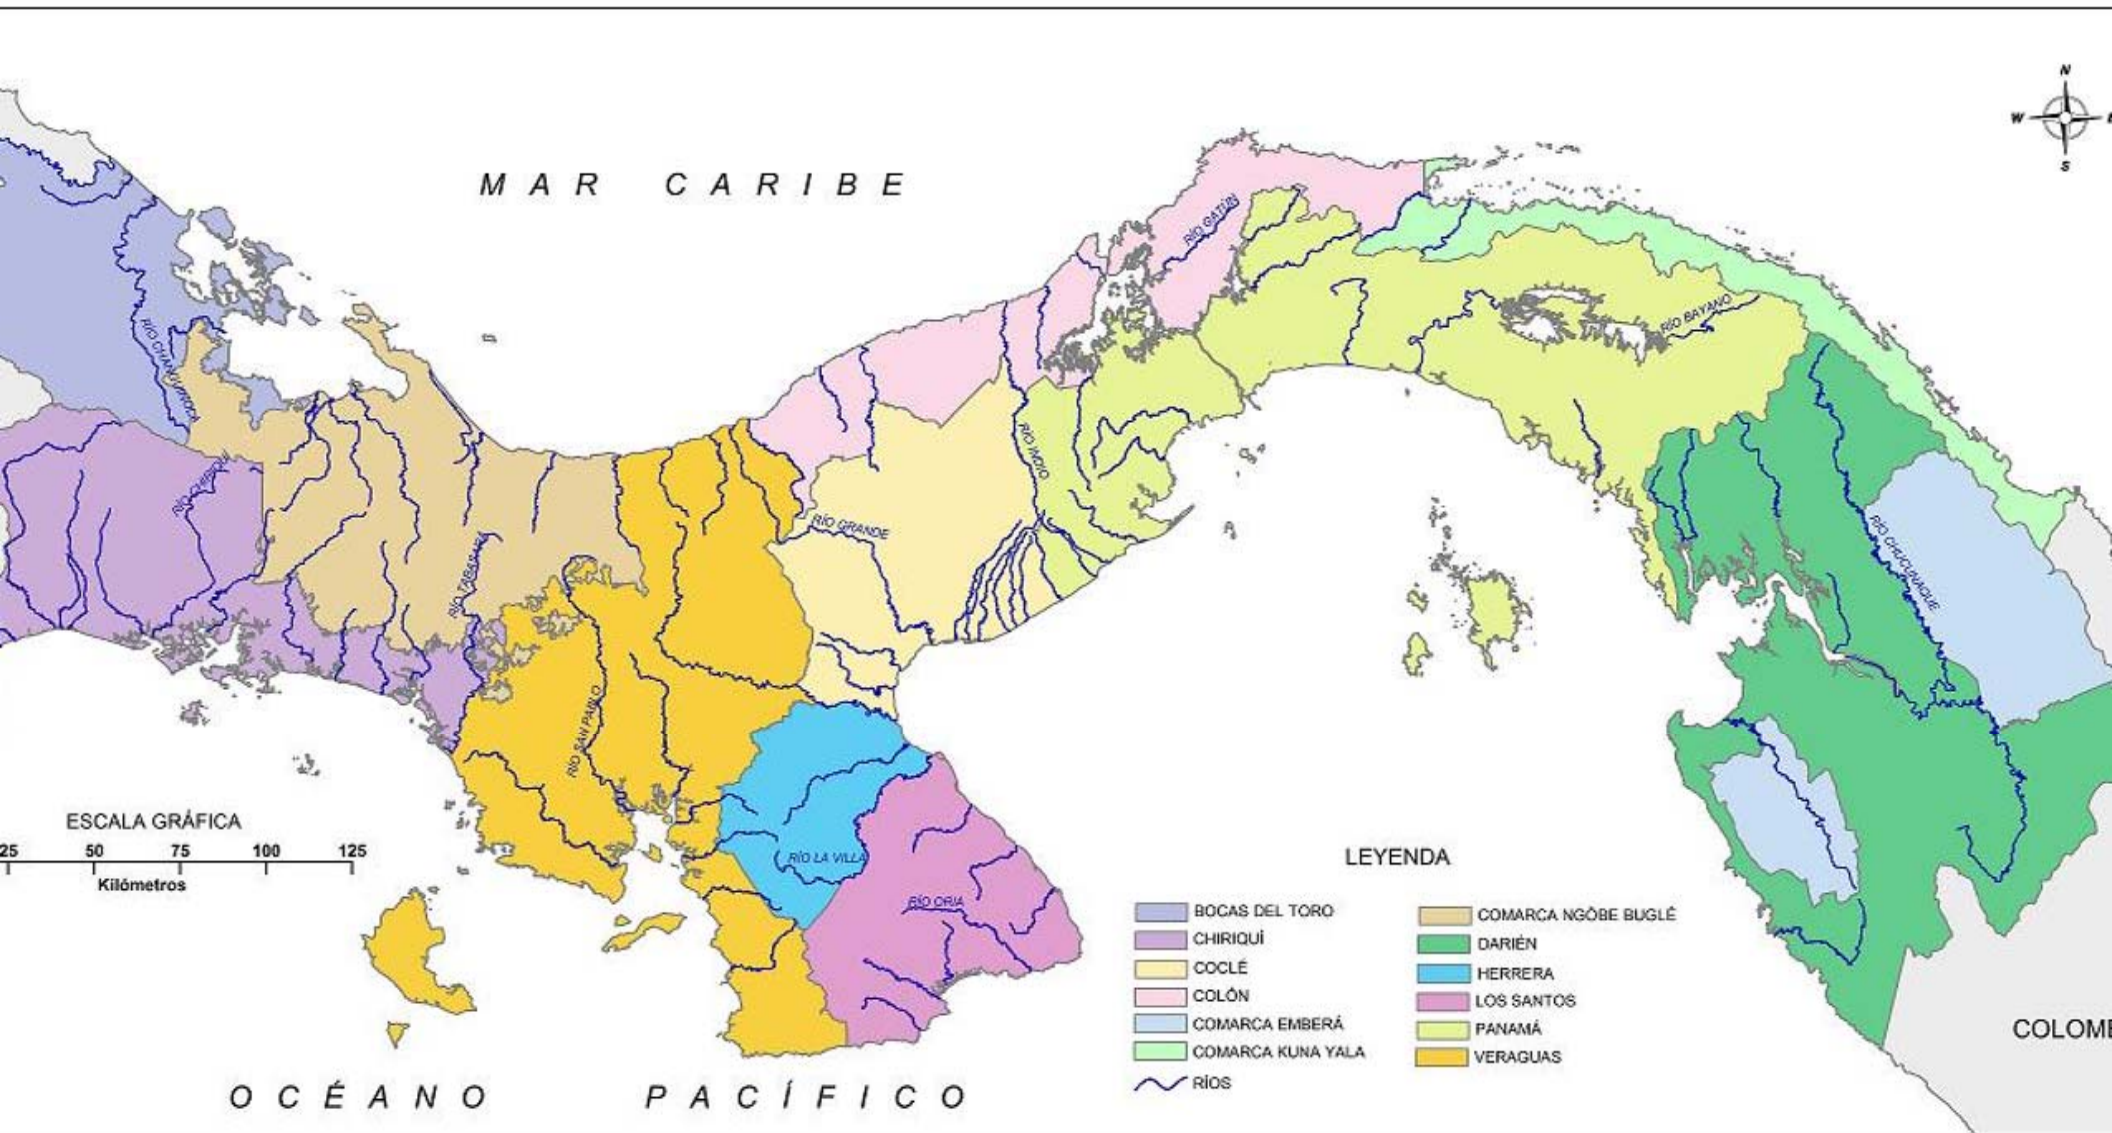 N
W
S
MAR CARIBE
RÍO GATÚN
RÍO BAYANO
RÍO CHANGUINOLA
RÍO CHIRIQUÍ
RÍO INDIO
RÍO GRANDE
RÍO TABASARÁ
RÍO CHUCUNAQUE
RÍO SAN PABLO
RÍO LA VILLA
RÍO ORIA
ESCALA GRÁFICA
25 50 75 100 125
Kilómetros
LEYENDA
BOCAS DEL TORO
CHIRIQUÍ
COCLÉ
COLÓN
COMARCA EMBERÁ
COMARCA KUNA YALA
RÍOS
COMARCA NGÖBE BUGLÉ
DARIÉN
HERRERA
LOS SANTOS
PANAMÁ
VERAGUAS
COLOMB
OCÉANO PACÍFICO